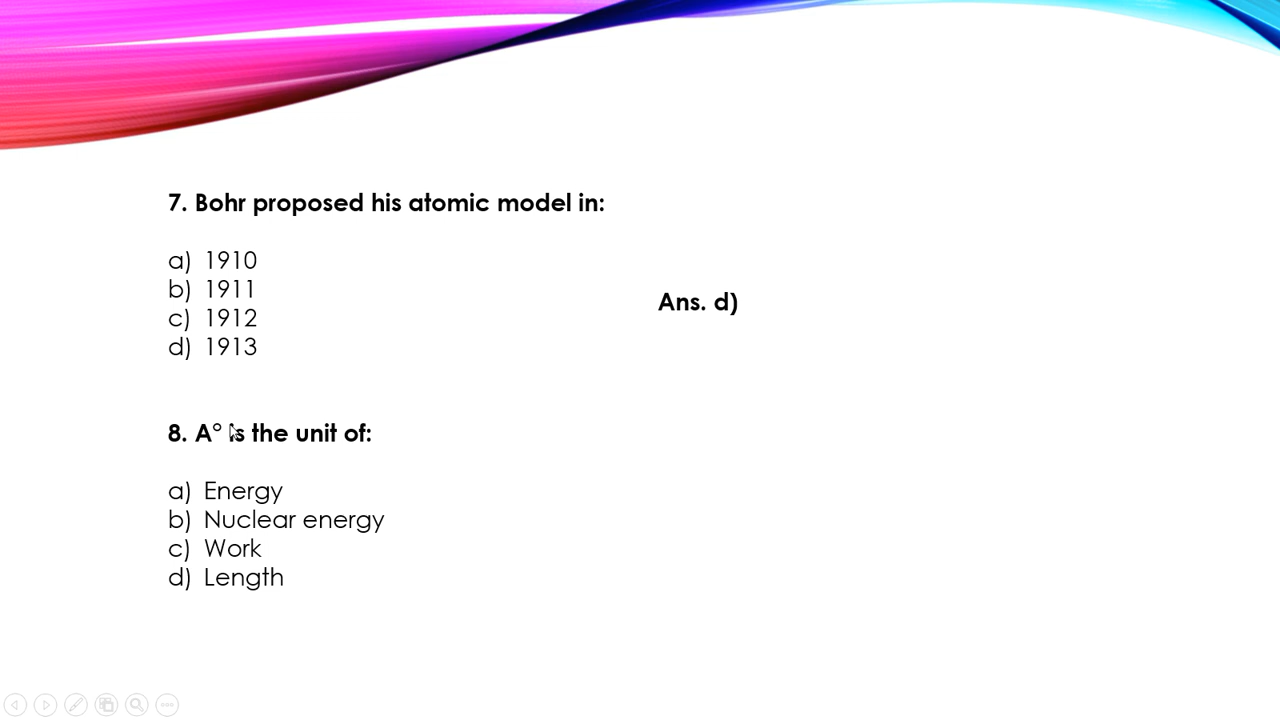 7. Bohr proposed his atomic model in:
a) 1910
b) 1911
Ans. d)
c) 1912
d) 1913
8. A° is the unit of:
a) Energy
b) Nuclear energy
c) Work
d) Length